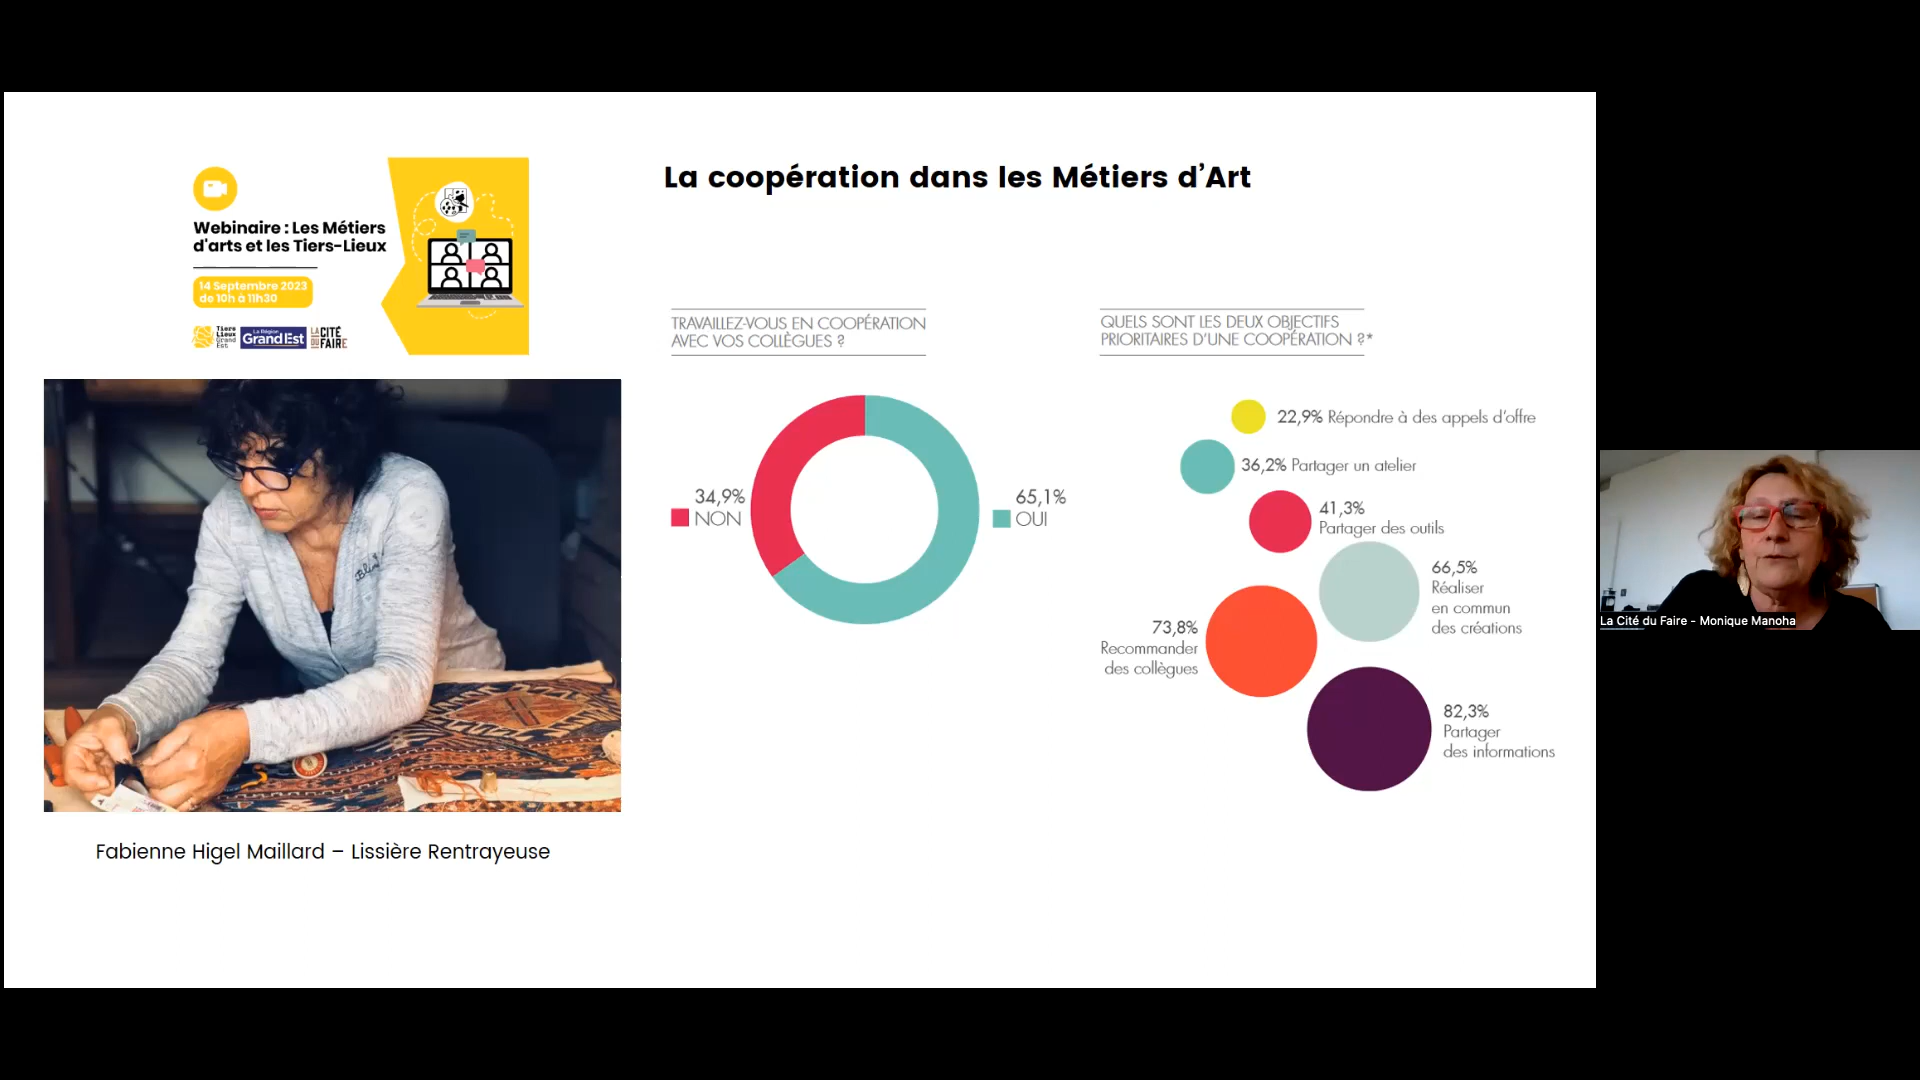 Webinaire : Les Métiers
d'arts et les Tiers-Lieux
14 Septembre 2023
de 10h à 11h30
Tiers
Lieux
Grand
Est
La Région
Grand Est
LA CITÉ
DU FAIRE
La coopération dans les Métiers d’Art
TRAVAILLEZ-VOUS EN COOPÉRATION
AVEC VOS COLLÈGUES ?
34,9%
NON
65,1%
OUI
QUELS SONT LES DEUX OBJECTIFS
PRIORITAIRES D’UNE COOPÉRATION ?*
22,9% Répondre à des appels d’offre
36,2% Partager un atelier
41,3%
Partager des outils
66,5%
Réaliser
en commun
des créations
73,8%
Recommander
des collègues
82,3%
Partager
des informations
Fabienne Higel Maillard – Lissière Rentrayeuse
La Cité du Faire - Monique Manoha